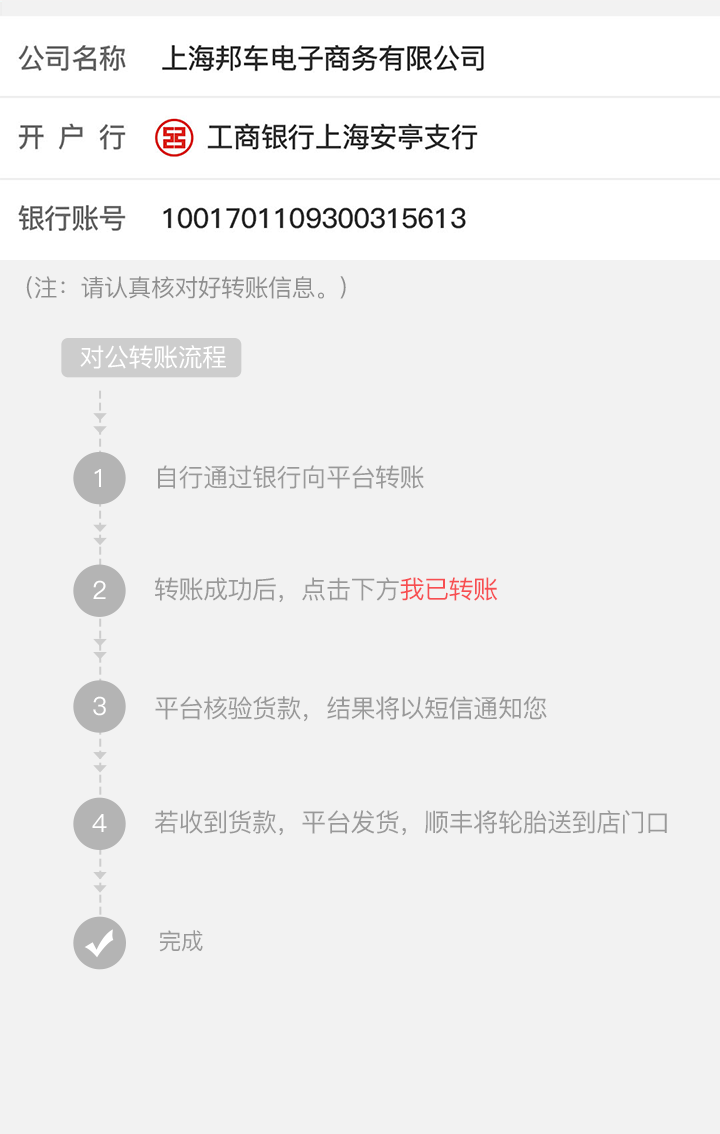 公司名称 上海邦车电子商务有限公司
开户行 工商银行上海安亭支行
银行账号 1001701109300315613
（注：请认真核对好转账信息。）
对公转账流程
1 自行通过银行向平台转账
2 转账成功后，点击下方我已转账
3 平台核验货款，结果将以短信通知您
4 若收到货款，平台发货，顺丰将轮胎送到店门口
完成